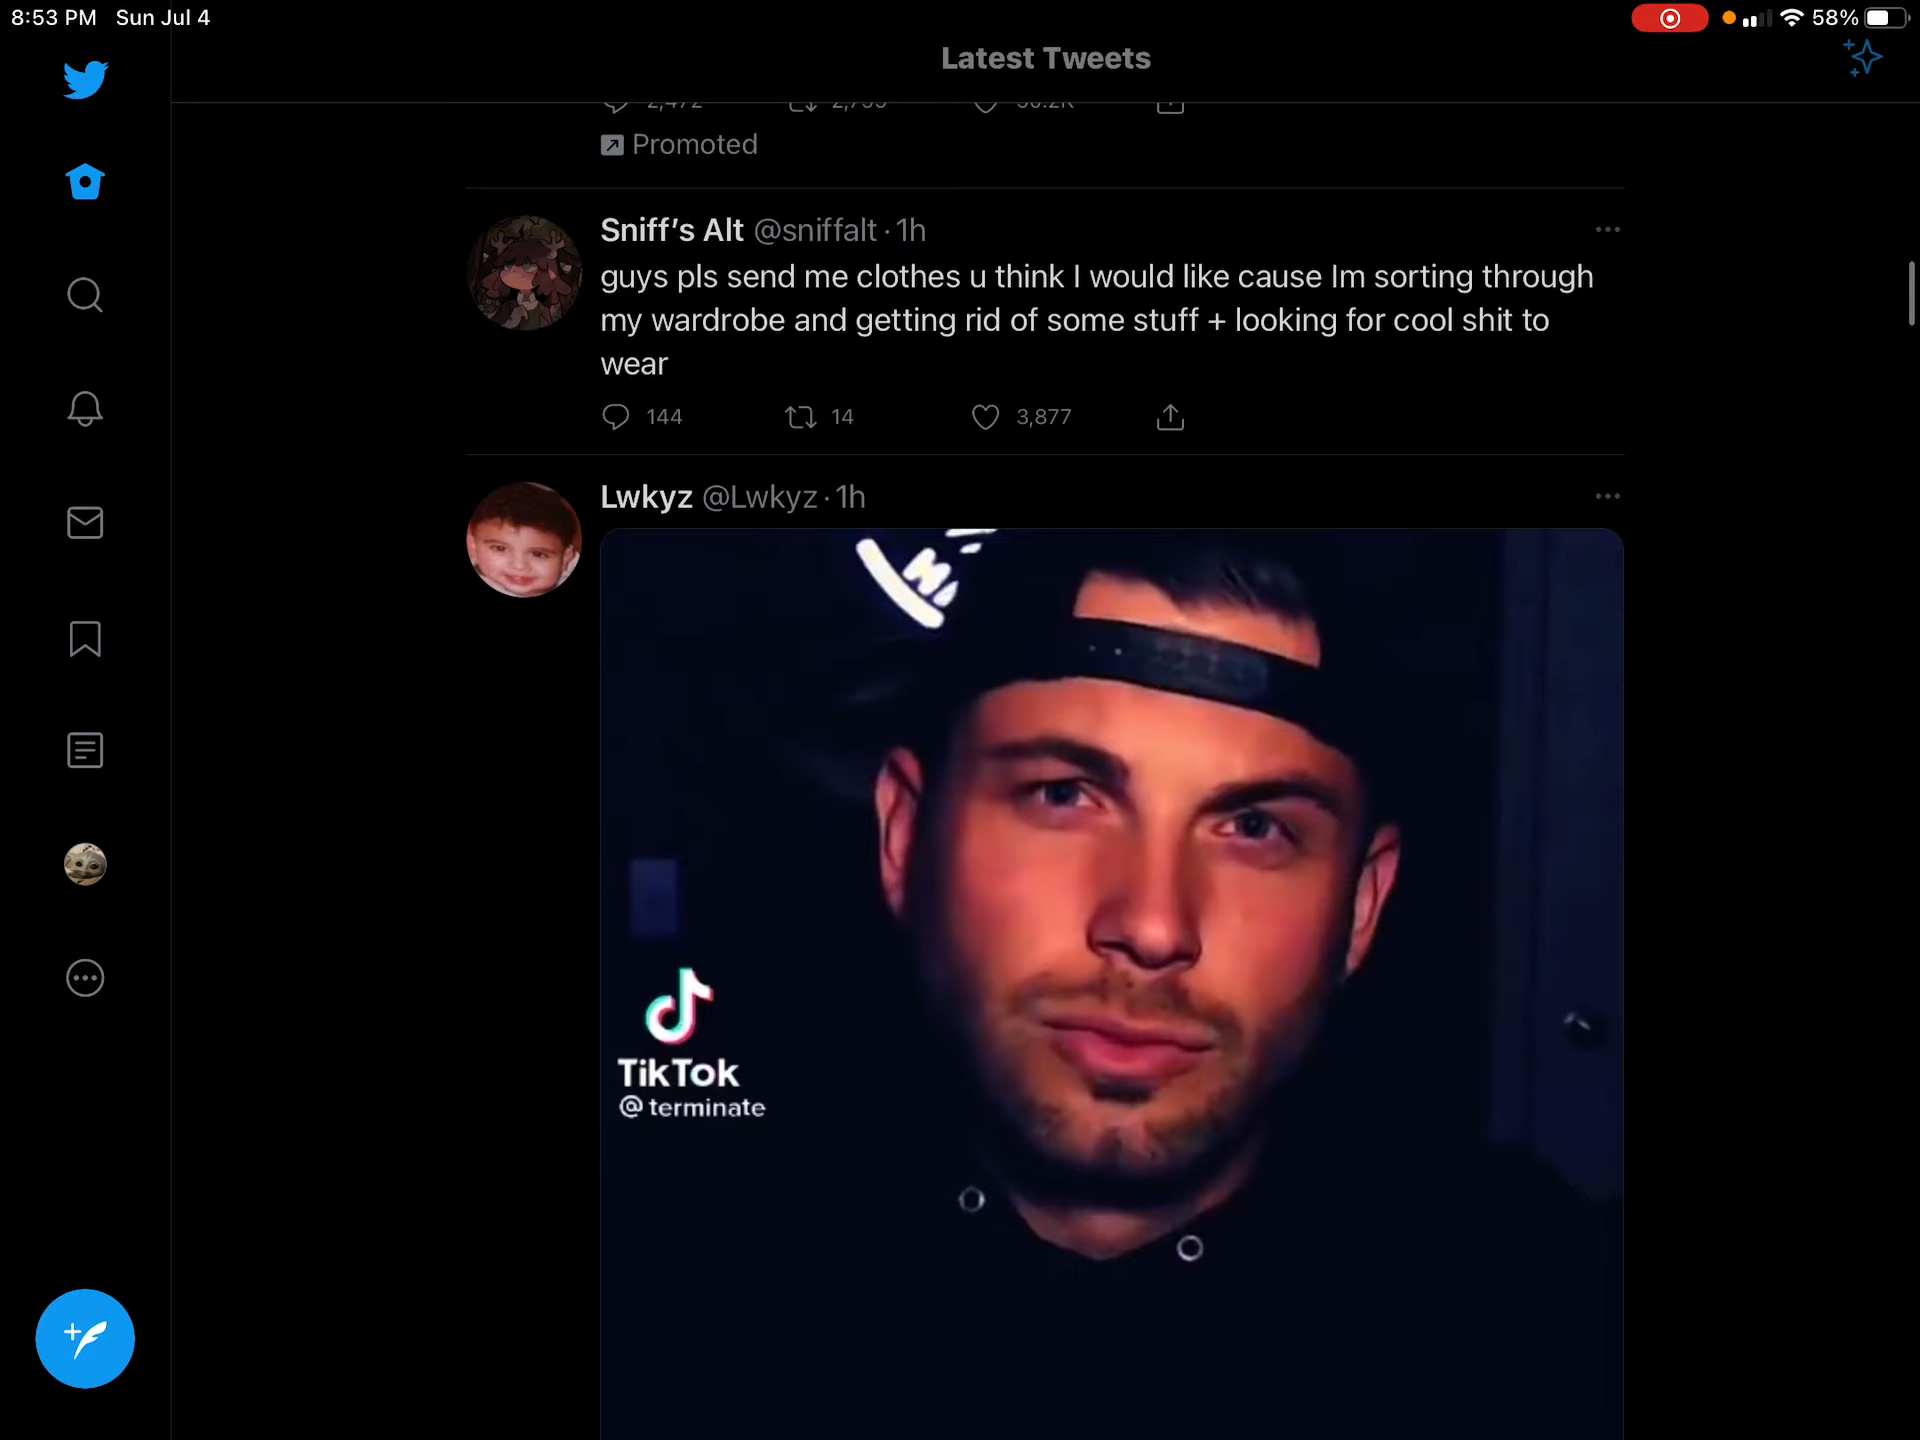 8:53 PM Sun Jul 4
58%
Latest Tweets
Promoted
Sniff's Alt @sniffalt · 1h
guys pls send me clothes u think I would like cause Im sorting through
my wardrobe and getting rid of some stuff + looking for cool shit to
wear
144 14 3,877
Lwkyz @Lwkyz · 1h
TikTok
@terminate